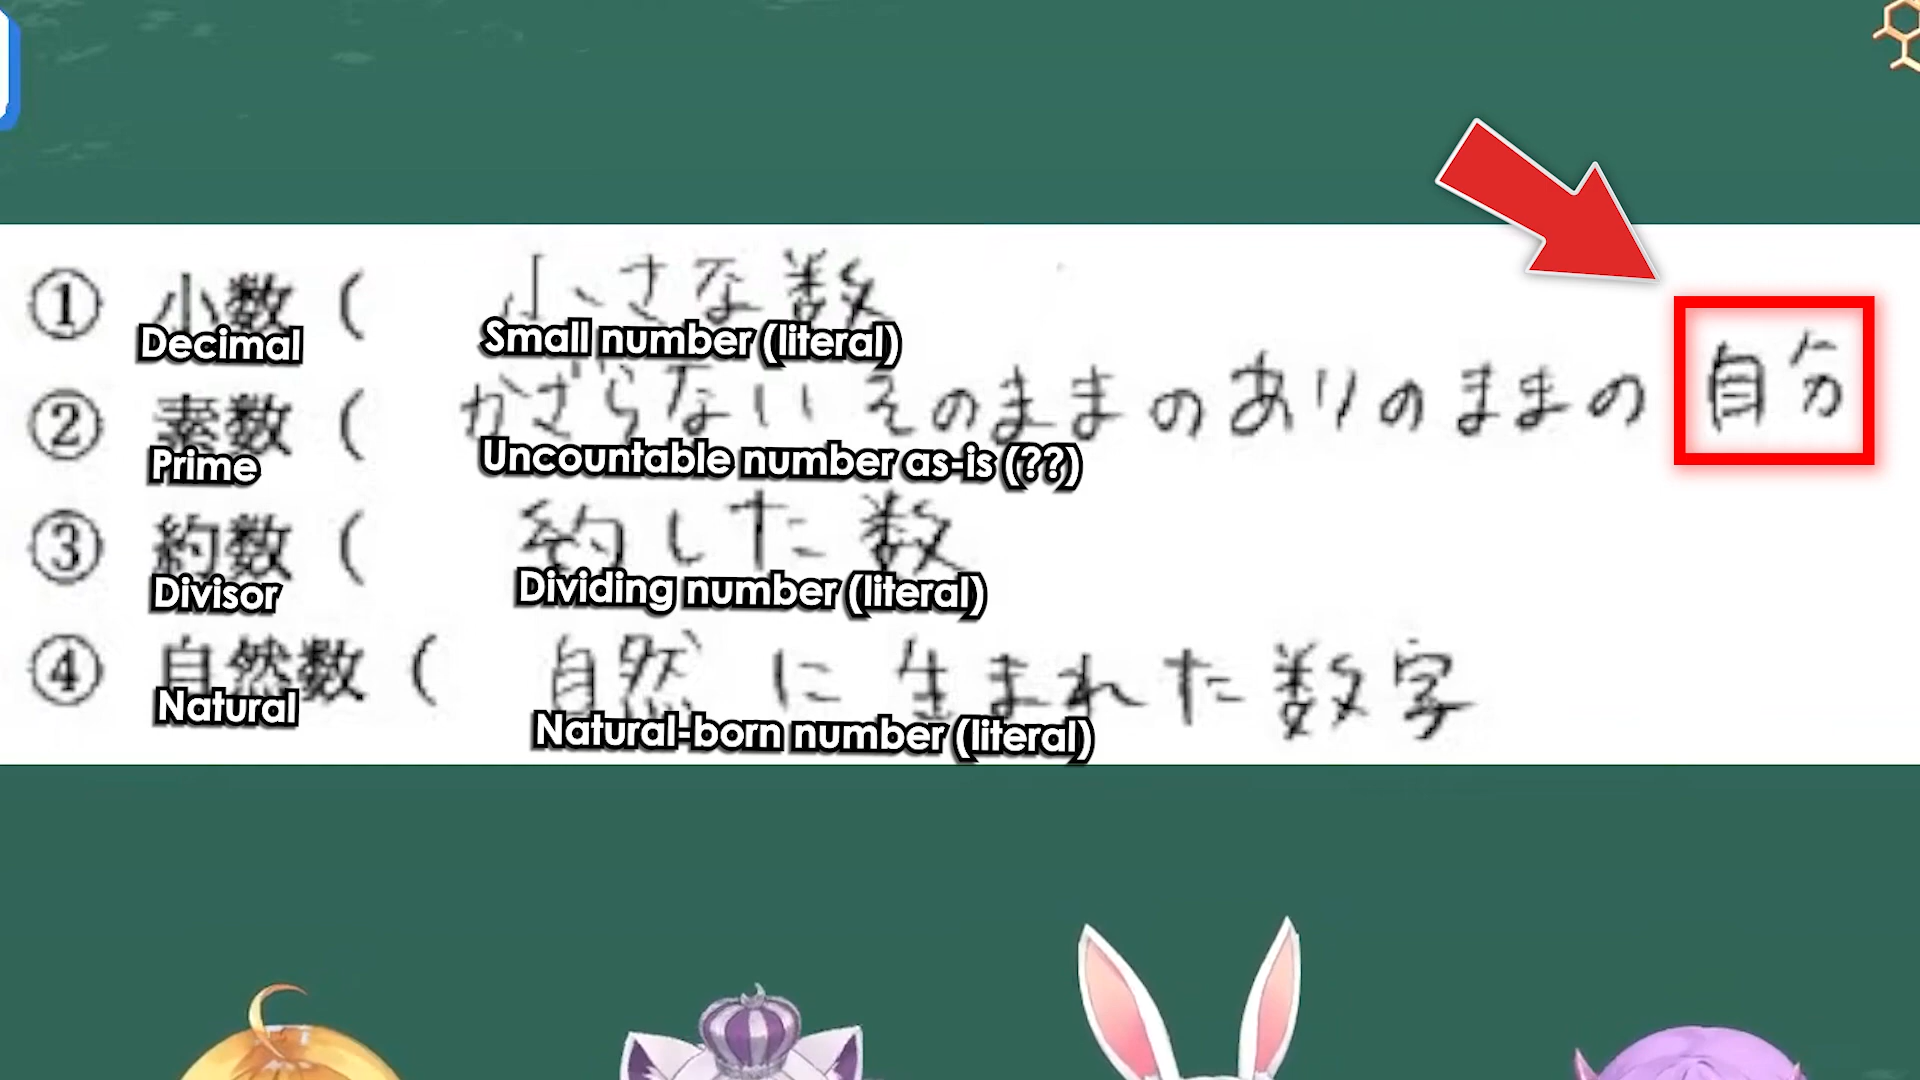 ① 小数 ( 小さな数
Decimal Small number (literal)
② 素数 ( かざらないそのままのありのままの自分
Prime Uncountable number as-is (??)
③ 約数 ( 約した数
Divisor Dividing number (literal)
④ 自然数 ( 自然に生まれた数字
Natural Natural-born number (literal)